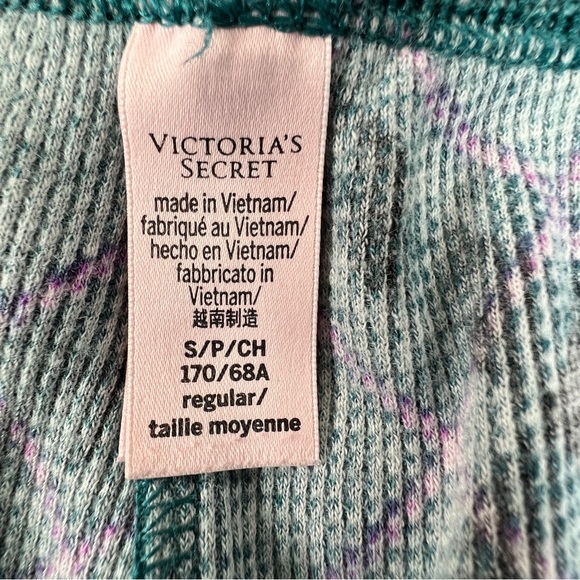 VICTORIA'S
SECRET
made in Vietnam/
fabriqué au Vietnam/
hecho en Vietnam/
fabbricato in
Vietnam/
越南制造
S/P/CH
170/68A
regular/
taille moyenne